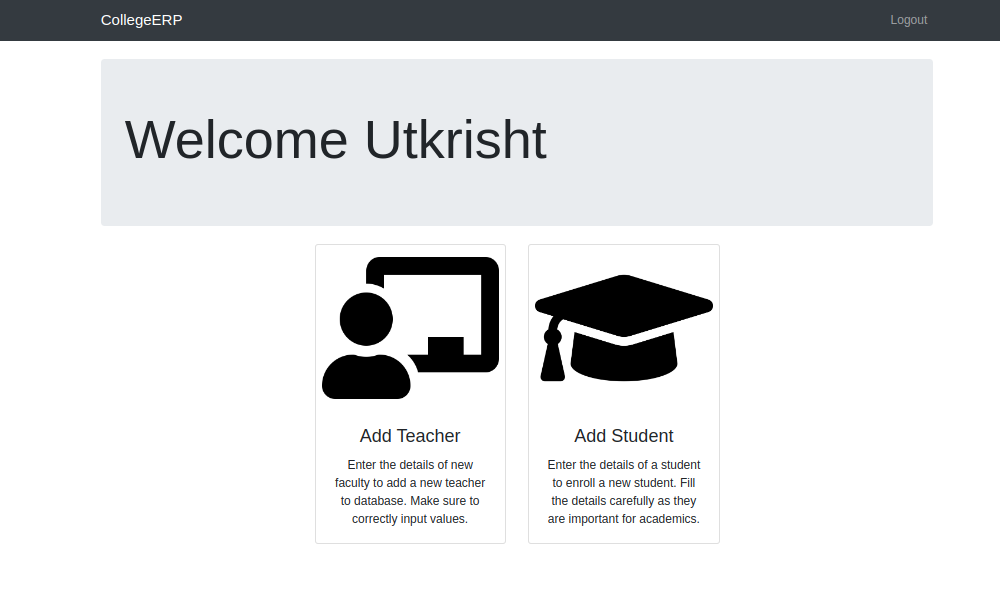 CollegeERP
Logout
Welcome Utkrisht
Add Teacher
Enter the details of new
faculty to add a new teacher
to database. Make sure to
correctly input values.
Add Student
Enter the details of a student
to enroll a new student. Fill
the details carefully as they
are important for academics.